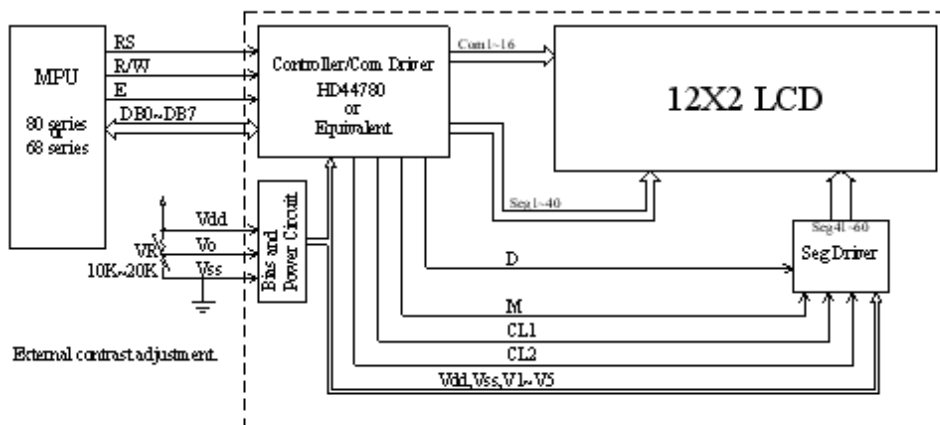 MPU
80 series
or
68 series
RS
R/W
E
DB0~DB7
Controller/Com Driver
HD44780
or
Equivalent
Com1~16
12X2 LCD
Seg1~40
Seg41~60
Seg Driver
Vdd
Vo
Vss
VR
10K~20K
Bias and
Power Circuit
D
M
CL1
CL2
Vdd,Vss,V1~V5
External contrast adjustment.